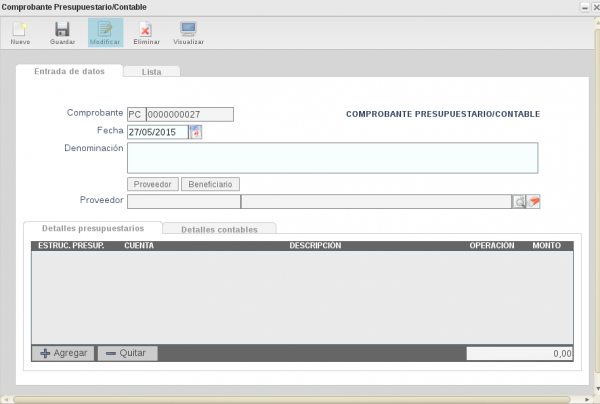 Comprobante Presupuestario/Contable
Nuevo Guardar Modificar Eliminar Visualizar
Entrada de datos Lista
Comprobante PC 0000000027 COMPROBANTE PRESUPUESTARIO/CONTABLE
Fecha 27/05/2015
Denominación
Proveedor Beneficiario
Proveedor
Detalles presupuestarios Detalles contables
ESTRUC. PRESUP. CUENTA DESCRIPCIÓN OPERACIÓN MONTO
Agregar Quitar 0,00